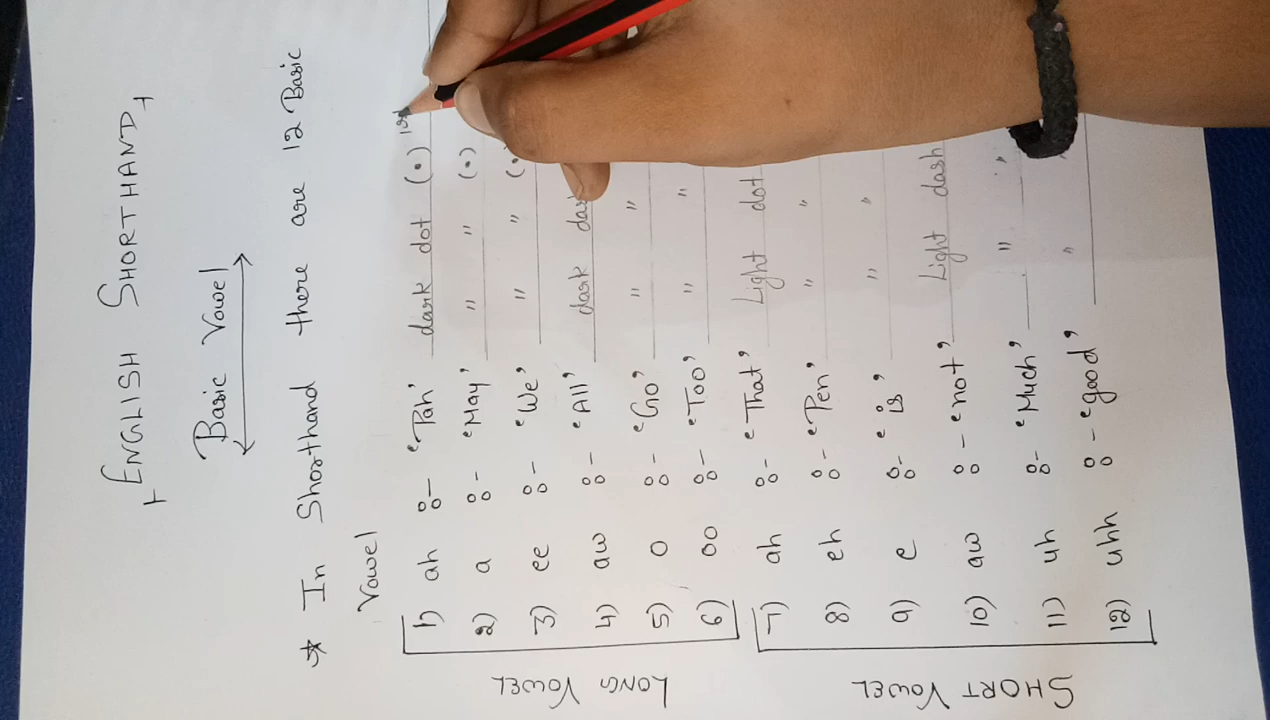 ENGLISH SHORTHAND
Basic Vowel
* In Shorthand there are 12 Basic
Vowel
LONG VOWEL
1) ah :- 'Pah' dark dot (•) 1st
2) a :- 'May' " " (•)
3) ee :- 'We' " " (•)
4) aw :- 'All' dark
5) o :- 'Go' " "
6) oo :- 'Too' " "
SHORT VOWEL
7) ah :- 'That' Light dot
8) eh :- 'Pen' " "
9) e :- 'is' " "
10) aw :- 'not' Light dash
11) uh :- 'Much' " "
12) uhh :- 'good' "